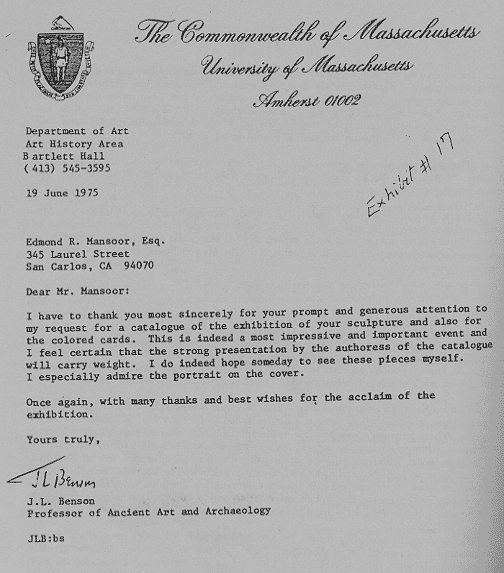 The Commonwealth of Massachusetts
University of Massachusetts
Amherst 01002
Department of Art
Art History Area
Bartlett Hall
(413) 545-3595
Exhibit # 17
19 June 1975
Edmond R. Mansoor, Esq.
345 Laurel Street
San Carlos, CA 94070
Dear Mr. Mansoor:
I have to thank you most sincerely for your prompt and generous attention to
my request for a catalogue of the exhibition of your sculpture and also for
the colored cards. This is indeed a most impressive and important event and
I feel certain that the strong presentation by the authoress of the catalogue
will carry weight. I do indeed hope someday to see these pieces myself.
I especially admire the portrait on the cover.
Once again, with many thanks and best wishes for the acclaim of the
exhibition.
Yours truly,
JL Benson
J.L. Benson
Professor of Ancient Art and Archaeology
JLB:bs